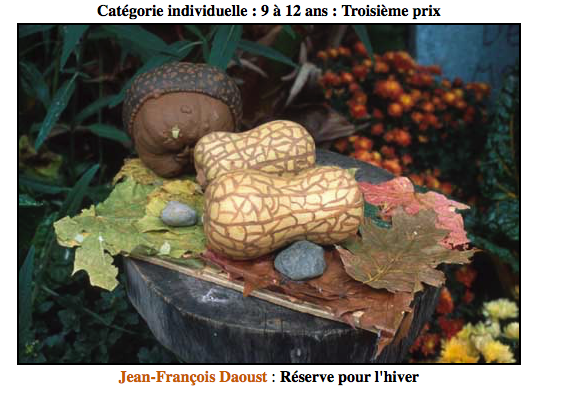 Catégorie individuelle : 9 à 12 ans : Troisième prix
Jean-François Daoust : Réserve pour l'hiver